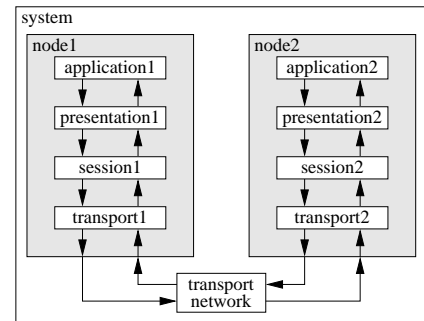 system
node1
application1
presentation1
session1
transport1
node2
application2
presentation2
session2
transport2
transport
network